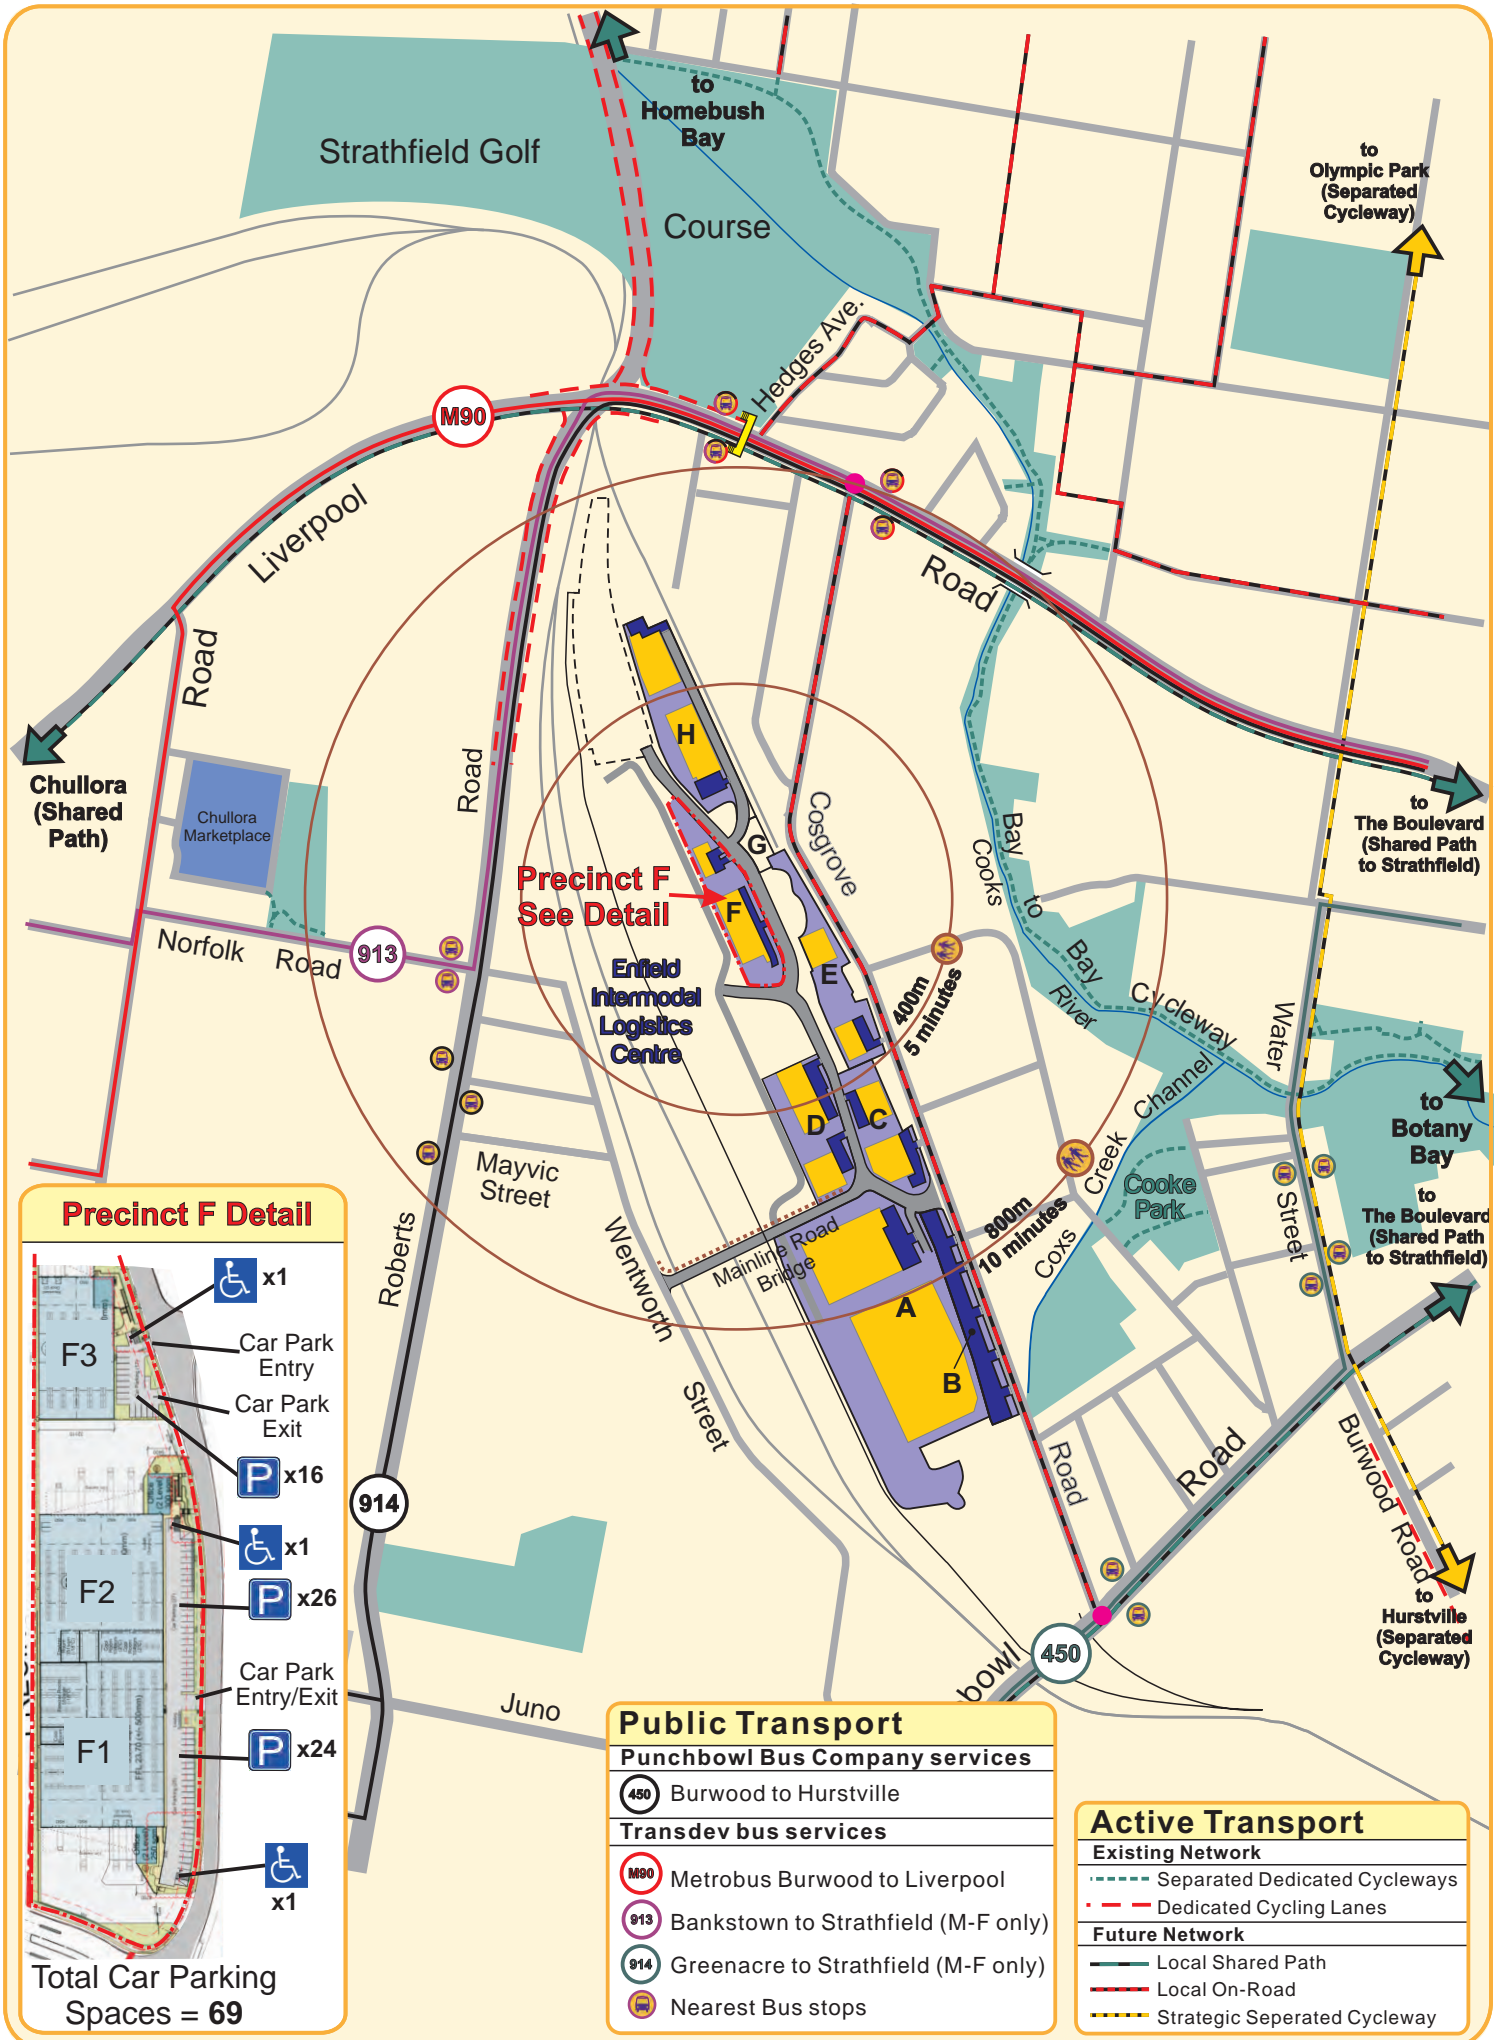 to
Homebush
Bay
Strathfield Golf
Course
to
Olympic Park
(Separated
Cycleway)
Hedges Ave.
M90
Liverpool
Road
Road
Road
Chullora
(Shared
Path)
Chullora
Marketplace
H
G
Cosgrove
Precinct F
See Detail
F
E
Bay
to
Bay
Cycleway
Cooks
River
to
The Boulevard
(Shared Path
to Strathfield)
Norfolk
Road
913
Enfield
Intermodal
Logistics
Centre
400m
5 minutes
Water
Street
D
C
Channel
Creek
Coxs
Cooke
Park
to
Botany
Bay
to
The Boulevard
(Shared Path
to Strathfield)
Mayvic
Street
Roberts
Wentworth
Street
Mainline Road
Bridge
800m
10 minutes
A
B
Road
Road
Burwood Road
to
Hurstville
(Separated
Cycleway)
914
450
bowl
Juno
Precinct F Detail
x1
F3
Car Park
Entry
Car Park
Exit
P x16
x1
F2
P x26
Car Park
Entry/Exit
F1
P x24
x1
Total Car Parking
Spaces = 69
Public Transport
Punchbowl Bus Company services
450 Burwood to Hurstville
Transdev bus services
M90 Metrobus Burwood to Liverpool
913 Bankstown to Strathfield (M-F only)
914 Greenacre to Strathfield (M-F only)
Nearest Bus stops
Active Transport
Existing Network
Separated Dedicated Cycleways
Dedicated Cycling Lanes
Future Network
Local Shared Path
Local On-Road
Strategic Seperated Cycleway